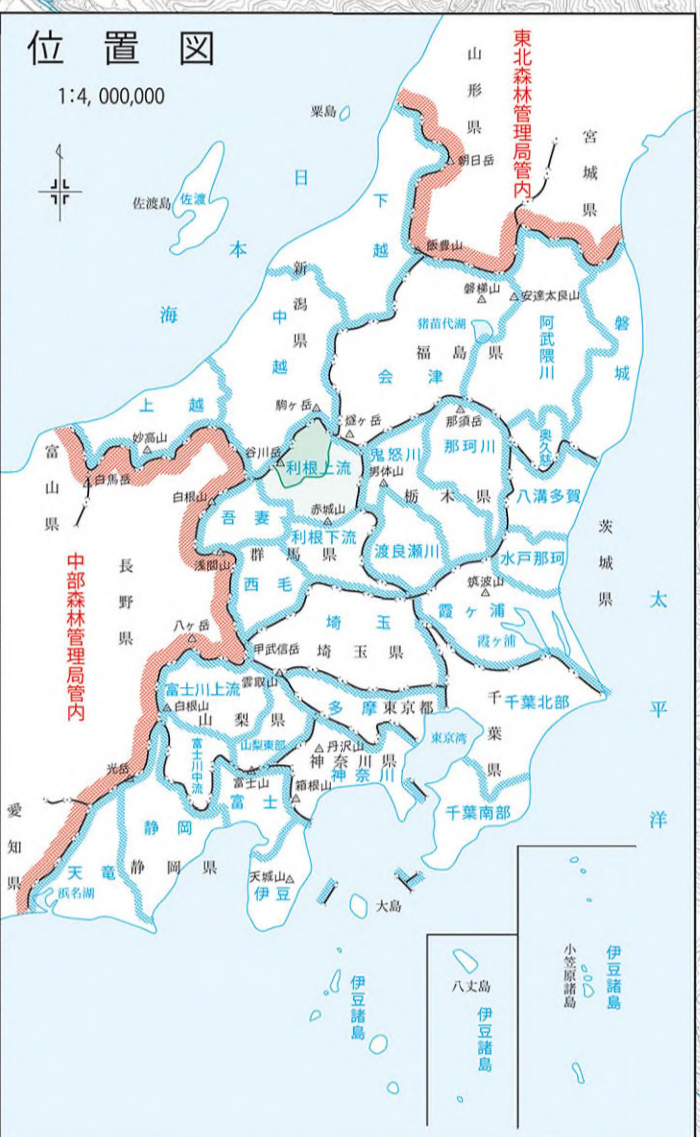 位置図
1:4,000,000
東北森林管理局管内
山形県
宮城県
粟島
朝日岳
日本海
佐渡島
佐渡
下越
飯豊山
新潟県
磐梯山
安達太良山
中越
猪苗代湖
福島県
阿武隈川
磐城
会津
上越
駒ヶ岳
燧ヶ岳
那須岳
奥久慈
妙高山
谷川岳
利根上流
鬼怒川
那珂川
富山県
白馬岳
男体山
白根山
栃木県
八溝多賀
赤城山
吾妻
利根下流
茨城県
中部森林管理局管内
長野県
浅間山
群馬県
渡良瀬川
水戸那珂
西毛
筑波山
太平洋
埼玉
霞ヶ浦
八ヶ岳
甲武信岳
埼玉県
霞ヶ浦
富士川上流
雲取山
白根山
多摩
東京都
千葉県
千葉北部
山梨県
富士川中流
山梨東部
丹沢山
東京湾
神奈川県
神奈川
光岳
富士山
箱根山
愛知県
静岡
富士
千葉南部
天竜
静岡県
天城山
浜名湖
伊豆
大島
伊豆諸島
八丈島
伊豆諸島
小笠原諸島
伊豆諸島